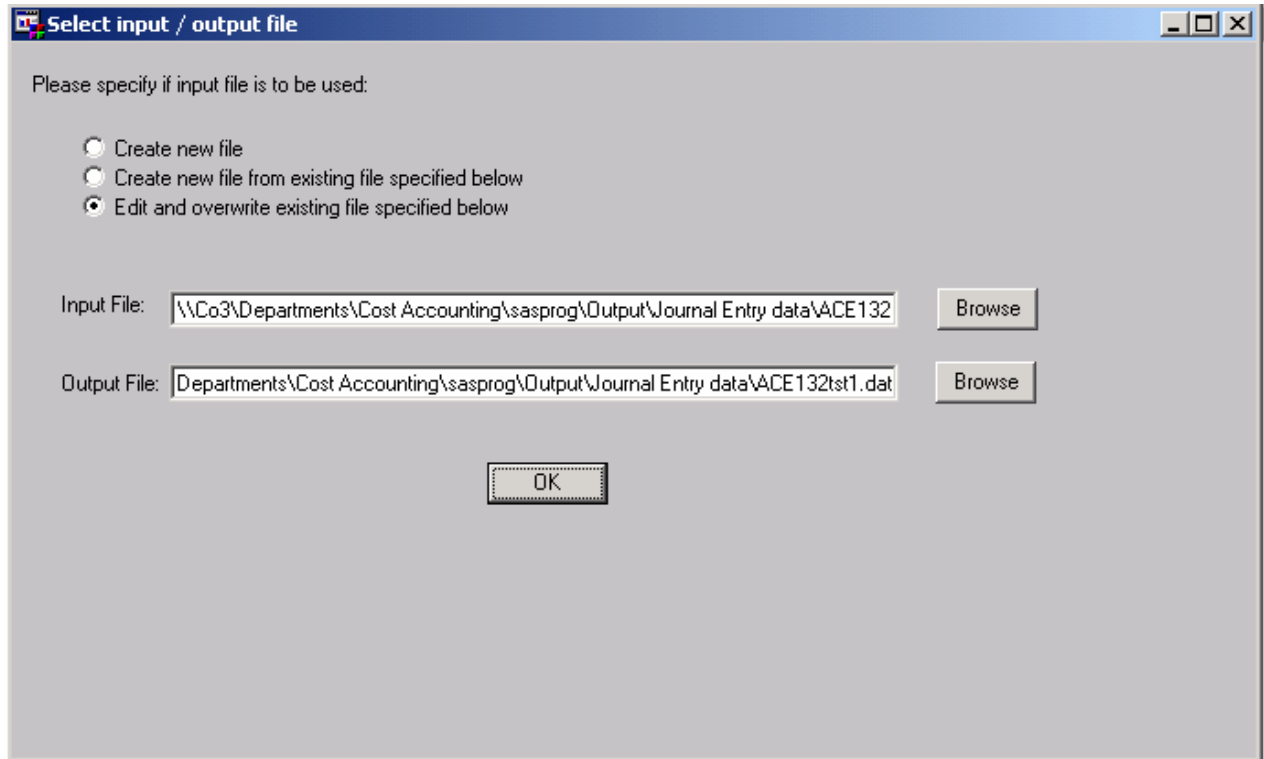 Select input / output file
Please specify if input file is to be used:
Create new file
Create new file from existing file specified below
Edit and overwrite existing file specified below
Input File: \\Co3\Departments\Cost Accounting\sasprog\Output\Journal Entry data\ACE132 Browse
Output File: Departments\Cost Accounting\sasprog\Output\Journal Entry data\ACE132tst1.dat Browse
OK